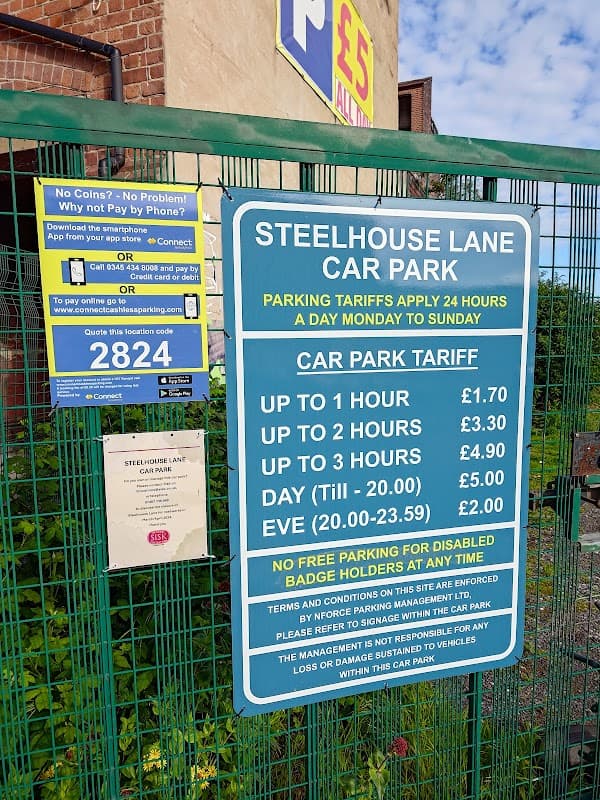 P
£5
ALL DAY
No Coins? - No Problem!
Why not Pay by Phone?
Download the smartphone
App from your app store
Connect
OR
Call 0345 434 8008 and pay by
Credit card or debit
OR
To pay online go to
www.connectcashlessparking.com
Quote this location code
2824
Powered by
Connect
App Store
Google Play
STEELHOUSE LANE
CAR PARK
SISK
STEELHOUSE LANE
CAR PARK
PARKING TARIFFS APPLY 24 HOURS
A DAY MONDAY TO SUNDAY
CAR PARK TARIFF
UP TO 1 HOUR £1.70
UP TO 2 HOURS £3.30
UP TO 3 HOURS £4.90
DAY (Till - 20.00) £5.00
EVE (20.00-23.59) £2.00
NO FREE PARKING FOR DISABLED
BADGE HOLDERS AT ANY TIME
TERMS AND CONDITIONS ON THIS SITE ARE ENFORCED
BY NFORCE PARKING MANAGEMENT LTD,
PLEASE REFER TO SIGNAGE WITHIN THE CAR PARK
THE MANAGEMENT IS NOT RESPONSIBLE FOR ANY
LOSS OR DAMAGE SUSTAINED TO VEHICLES
WITHIN THIS CAR PARK